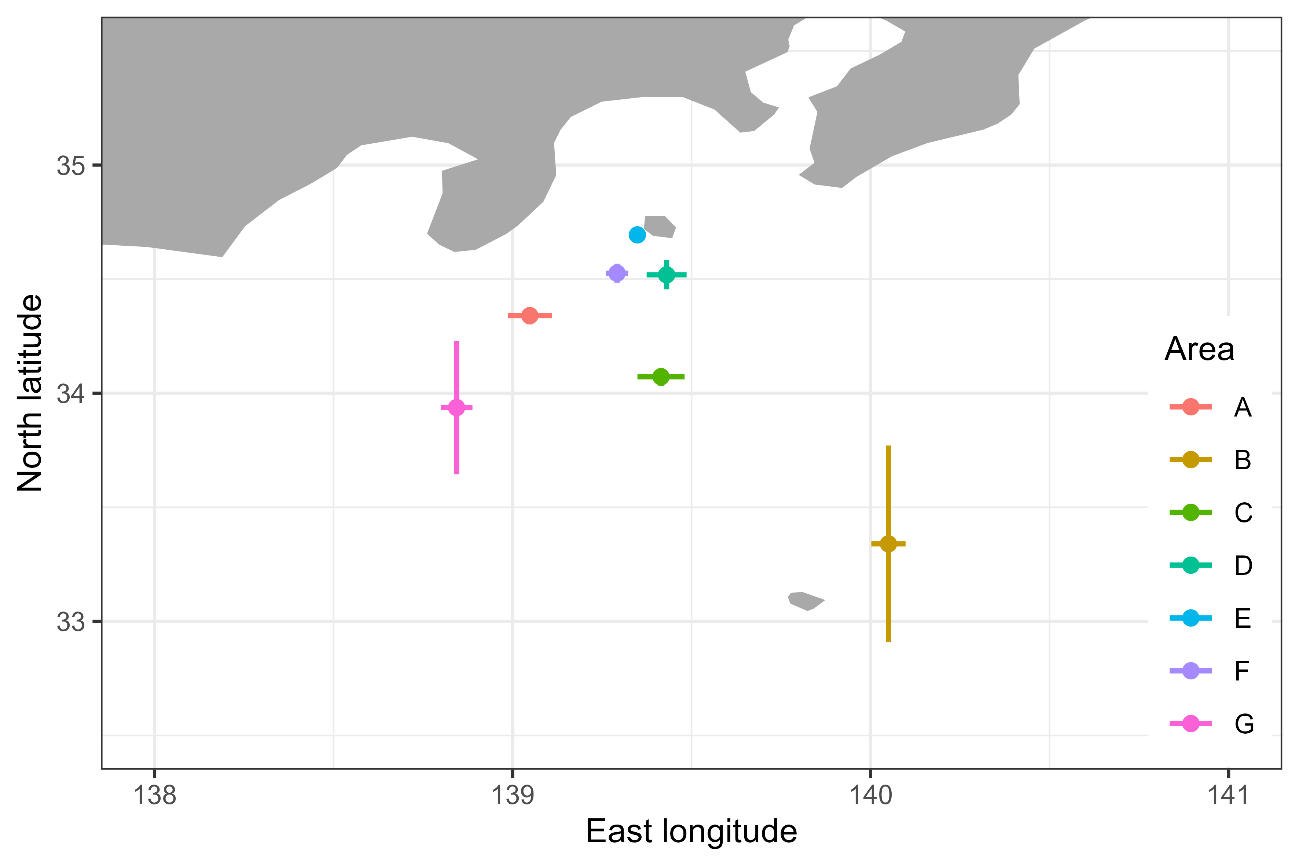 35
34
33
North latitude
138
139
140
141
East longitude
Area
A
B
C
D
E
F
G